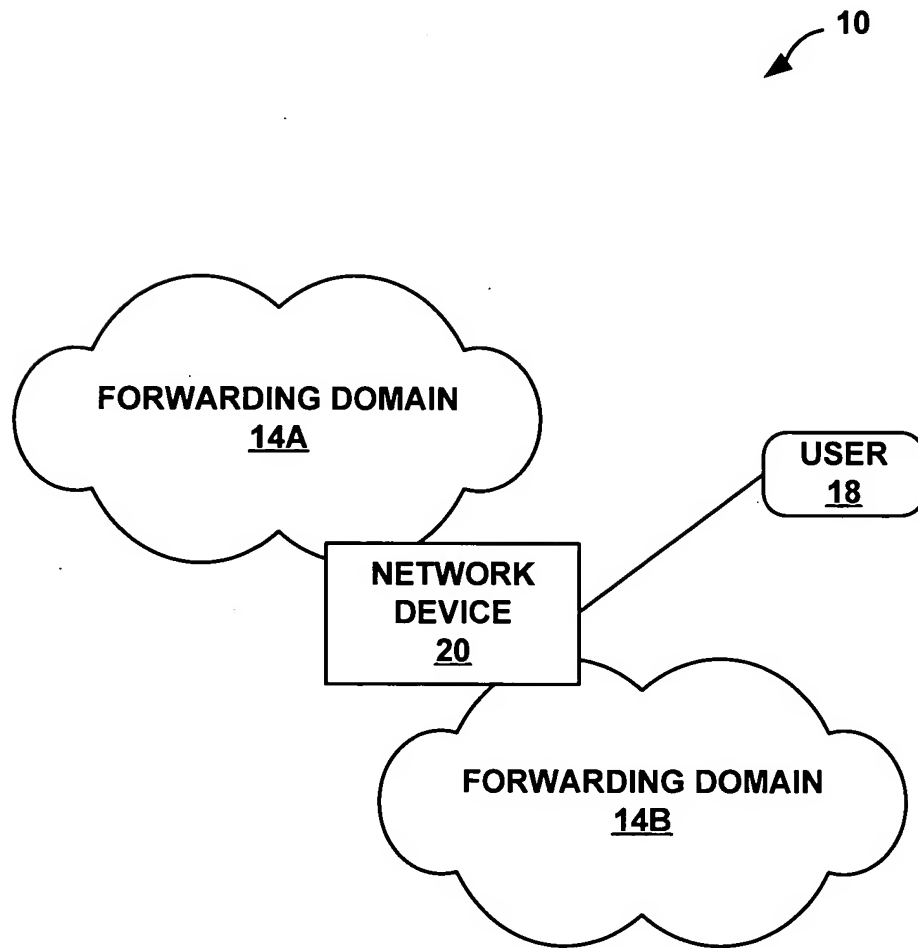 10
FORWARDING DOMAIN
14A
USER
18
NETWORK
DEVICE
20
FORWARDING DOMAIN
14B